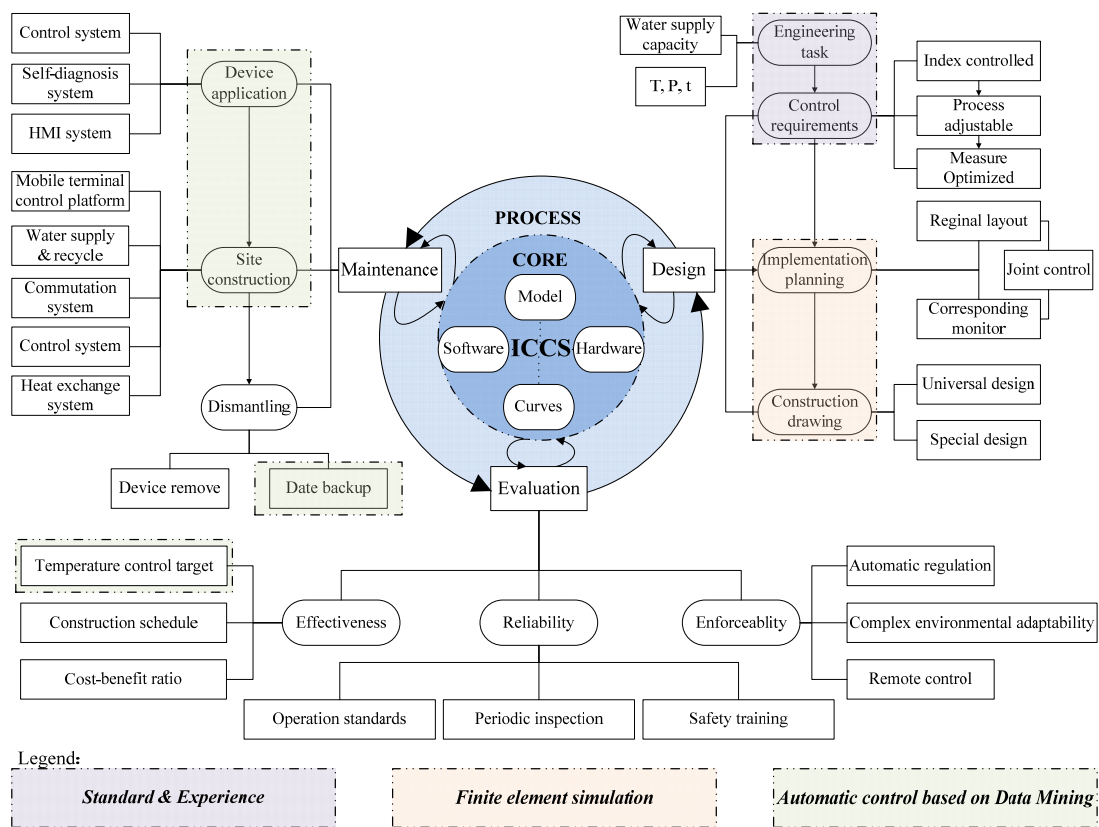 Control system
Self-diagnosis
system
HMI system
Mobile terminal
control platform
Water supply
& recycle
Commutation
system
Control system
Heat exchange
system
Device
application
Site
construction
Dismantling
Device remove
Date backup
Maintenance
PROCESS
CORE
Model
Software
ICCS
Hardware
Curves
Design
Evaluation
Water supply
capacity
T, P, t
Engineering
task
Control
requirements
Implementation
planning
Construction
drawing
Index controlled
Process
adjustable
Measure
Optimized
Reginal layout
Joint control
Corresponding
monitor
Universal design
Special design
Temperature control target
Construction schedule
Cost-benefit ratio
Effectiveness
Reliability
Enforceablity
Automatic regulation
Complex environmental adaptability
Remote control
Operation standards
Periodic inspection
Safety training
Legend:
Standard & Experience
Finite element simulation
Automatic control based on Data Mining